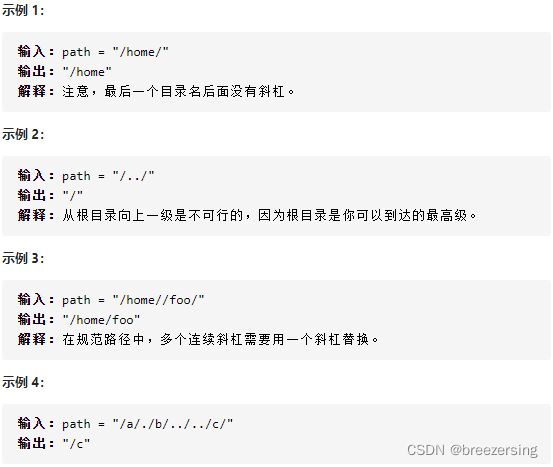 示例 1：
输入：path = "/home/"
输出："/home"
解释：注意，最后一个目录名后面没有斜杠。
示例 2：
输入：path = "/../"
输出："/"
解释：从根目录向上一级是不可行的，因为根目录是你可以到达的最高级。
示例 3：
输入：path = "/home//foo/"
输出："/home/foo"
解释：在规范路径中，多个连续斜杠需要用一个斜杠替换。
示例 4：
输入：path = "/a/./b/../../c/"
输出："/c"
CSDN @breezersing